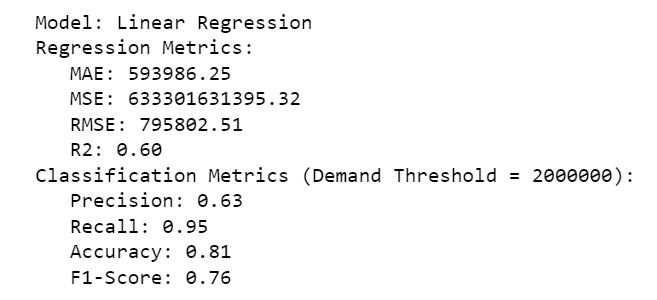 Model: Linear Regression
Regression Metrics:
MAE: 593986.25
MSE: 633301631395.32
RMSE: 795802.51
R2: 0.60
Classification Metrics (Demand Threshold = 2000000):
Precision: 0.63
Recall: 0.95
Accuracy: 0.81
F1-Score: 0.76